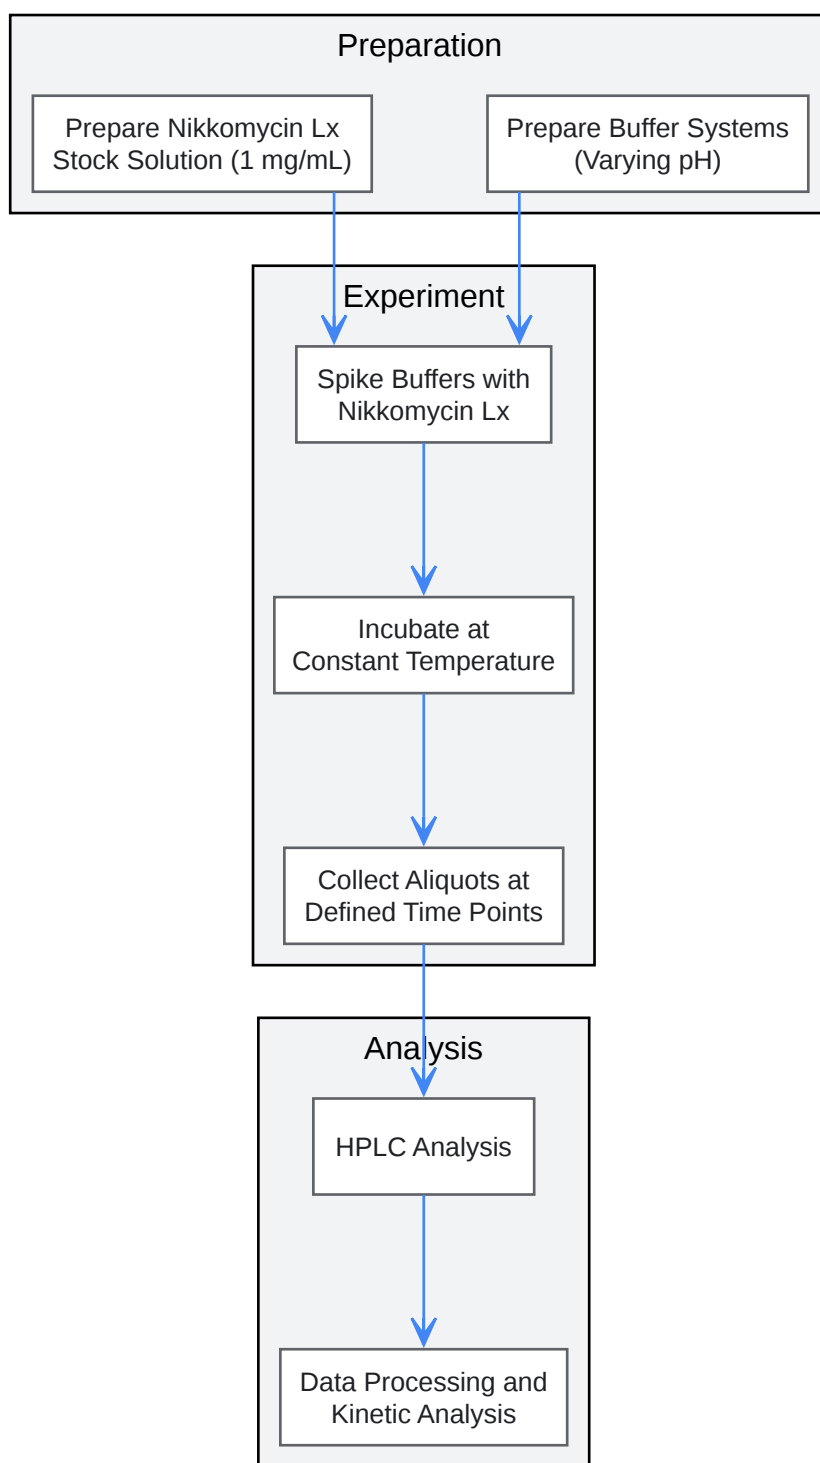 Preparation
Prepare Nikkomycin Lx
Stock Solution (1 mg/mL)
Prepare Buffer Systems
(Varying pH)
Experiment
Spike Buffers with
Nikkomycin Lx
Incubate at
Constant Temperature
Collect Aliquots at
Defined Time Points
Analysis
HPLC Analysis
Data Processing and
Kinetic Analysis